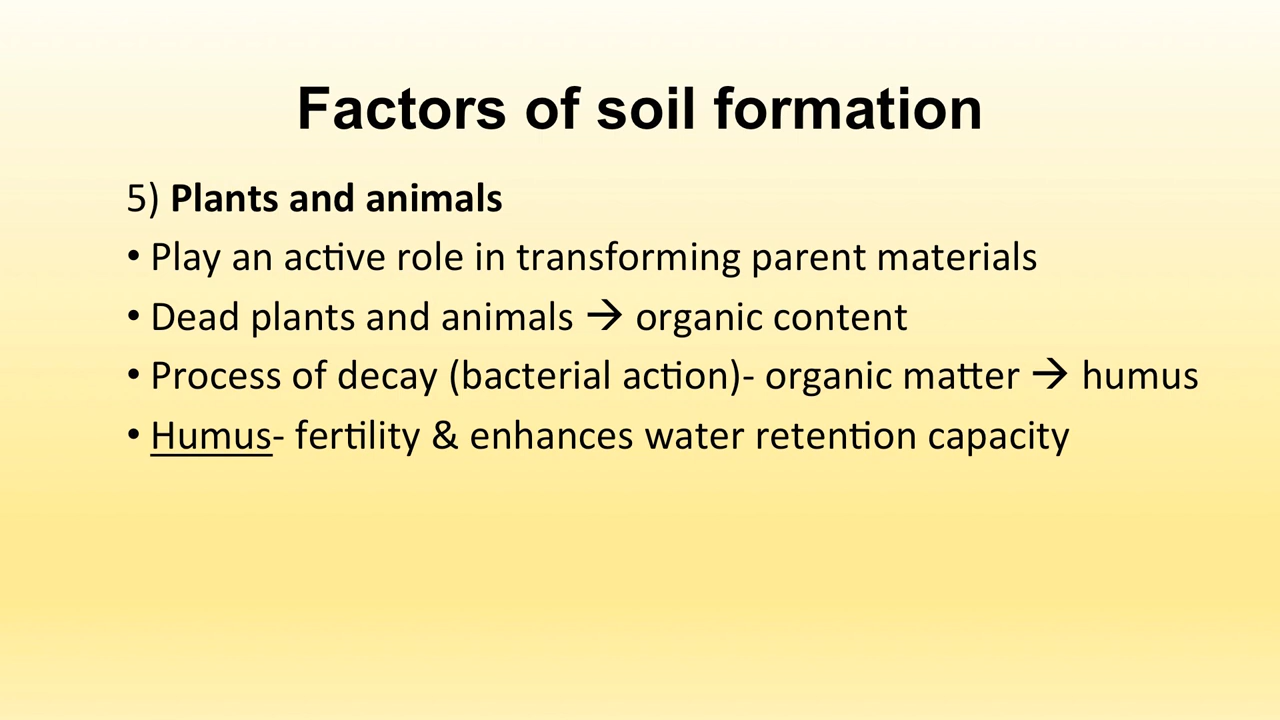 Factors of soil formation
5) Plants and animals
• Play an active role in transforming parent materials
• Dead plants and animals → organic content
• Process of decay (bacterial action)- organic matter → humus
• Humus- fertility & enhances water retention capacity